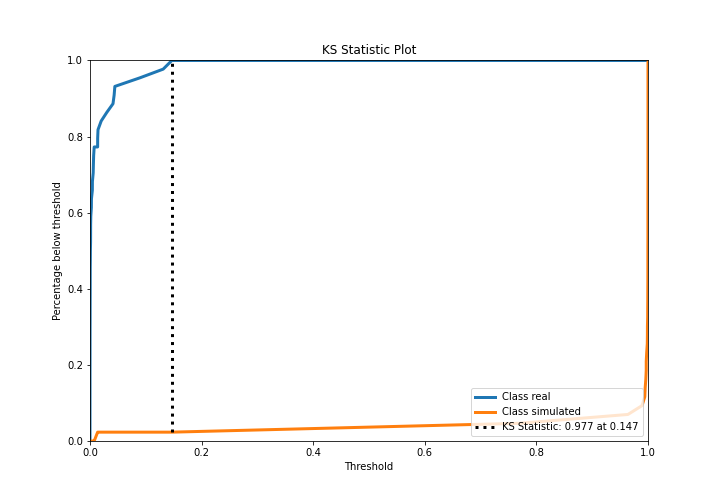 KS Statistic Plot
1.0
0.8
0.6
0.4
0.2
0.0
Percentage below threshold
0.0 0.2 0.4 0.6 0.8 1.0
Threshold
Class real
Class simulated
KS Statistic: 0.977 at 0.147